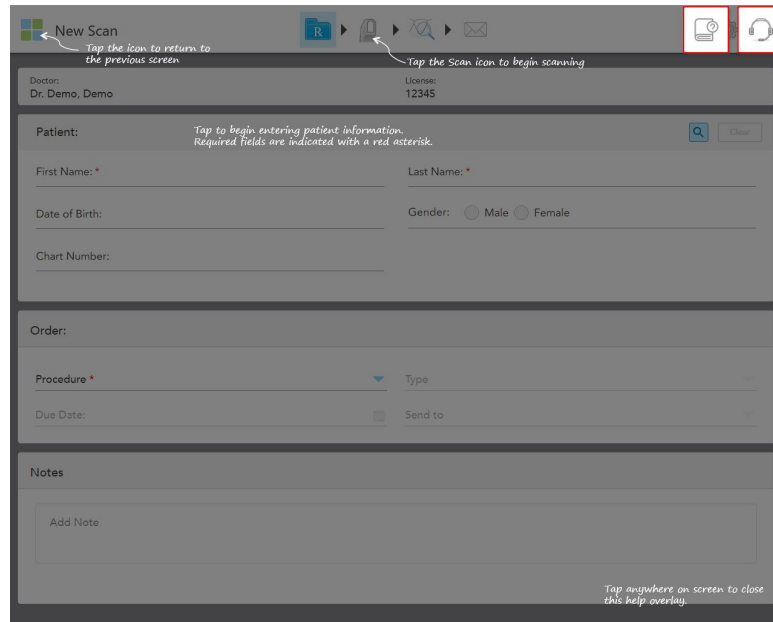 New Scan
R
Tap the icon to return to
the previous screen
Tap the Scan icon to begin scanning
Doctor:
Dr. Demo, Demo
License:
12345
Patient:
Tap to begin entering patient information.
Required fields are indicated with a red asterisk.
Clear
First Name: *
Last Name: *
Date of Birth:
Gender: Male Female
Chart Number:
Order:
Procedure *
Type
Due Date:
Send to
Notes
Add Note
Tap anywhere on screen to close
this help overlay.